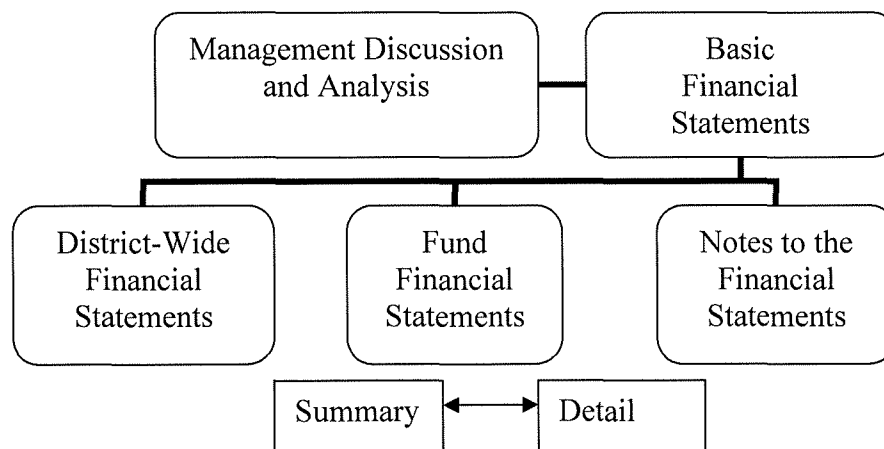 Management Discussion
and Analysis
Basic
Financial
Statements
District-Wide
Financial
Statements
Fund
Financial
Statements
Notes to the
Financial
Statements
Summary
Detail